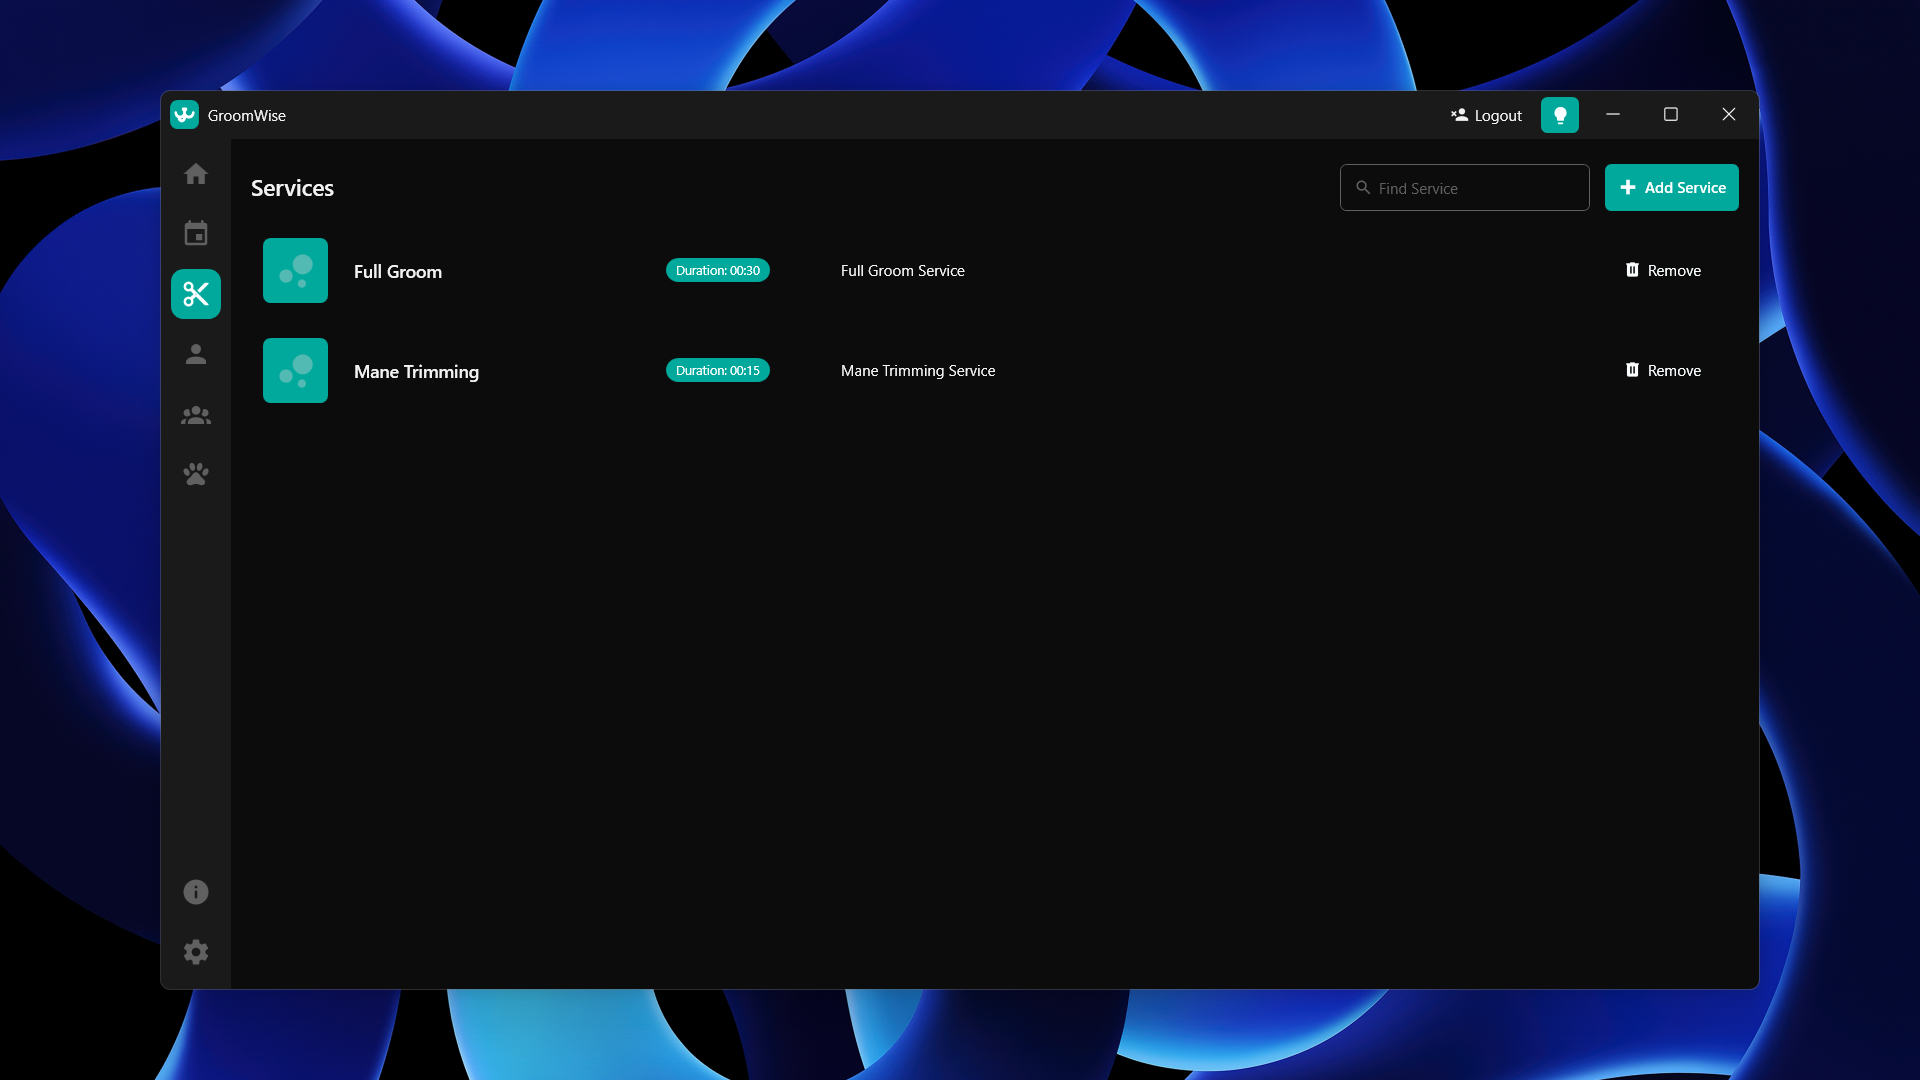 GroomWise
Logout
Services
Find Service
Add Service
Full Groom
Duration: 00:30
Full Groom Service
Remove
Mane Trimming
Duration: 00:15
Mane Trimming Service
Remove